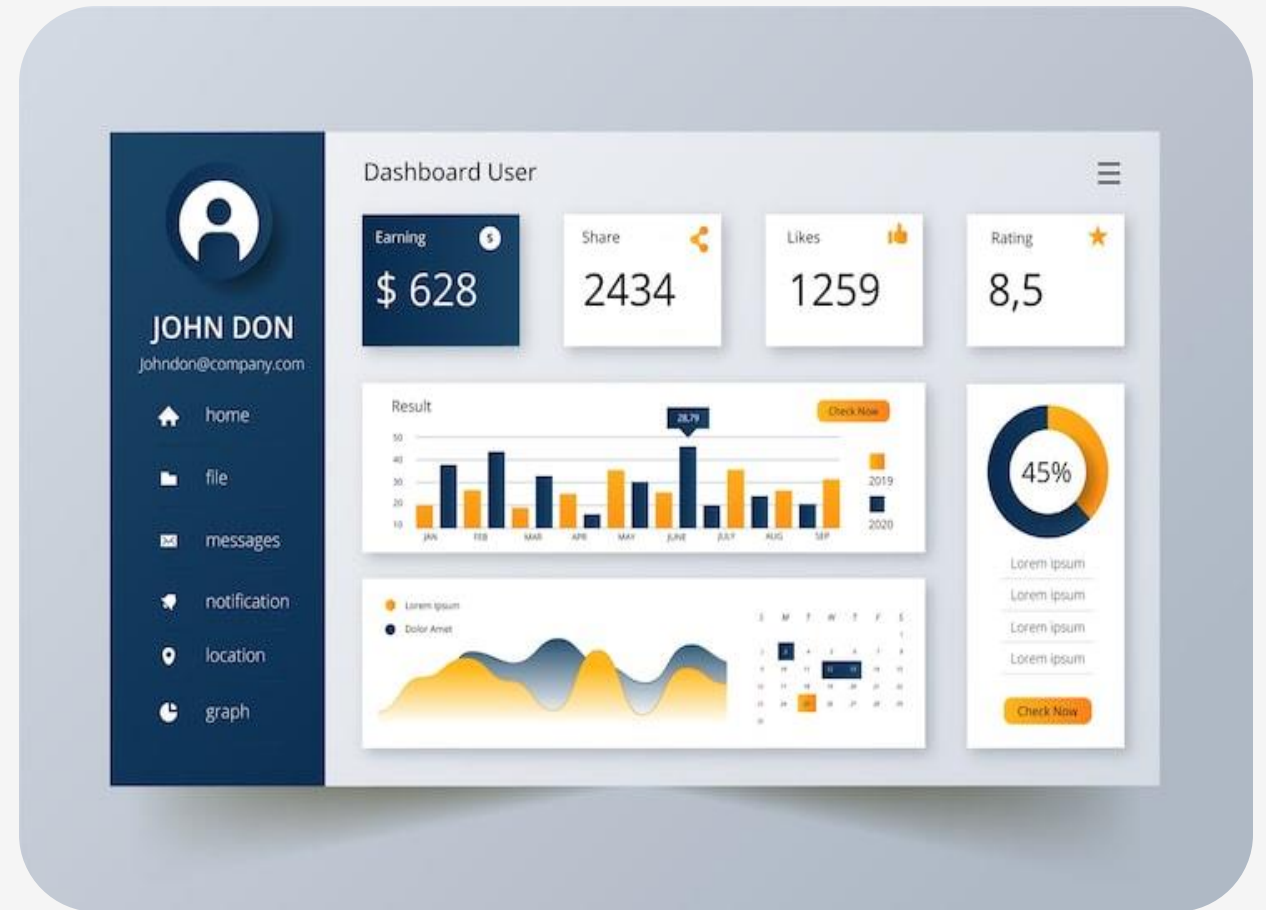 JOHN DON
Johndon@company.com
home
file
messages
notification
location
graph
Dashboard User
Earning
$
$ 628
Share
2434
Likes
1259
Rating
8,5
Result
28,79
Check Now
50
40
30
20
10
JAN FEB MAR APR MAY JUNE JULY AUG SEP
2019
2020
Lorem Ipsum
Dolor Amet
S M T W T F S
45%
Lorem ipsum
Lorem ipsum
Lorem ipsum
Lorem ipsum
Check Now